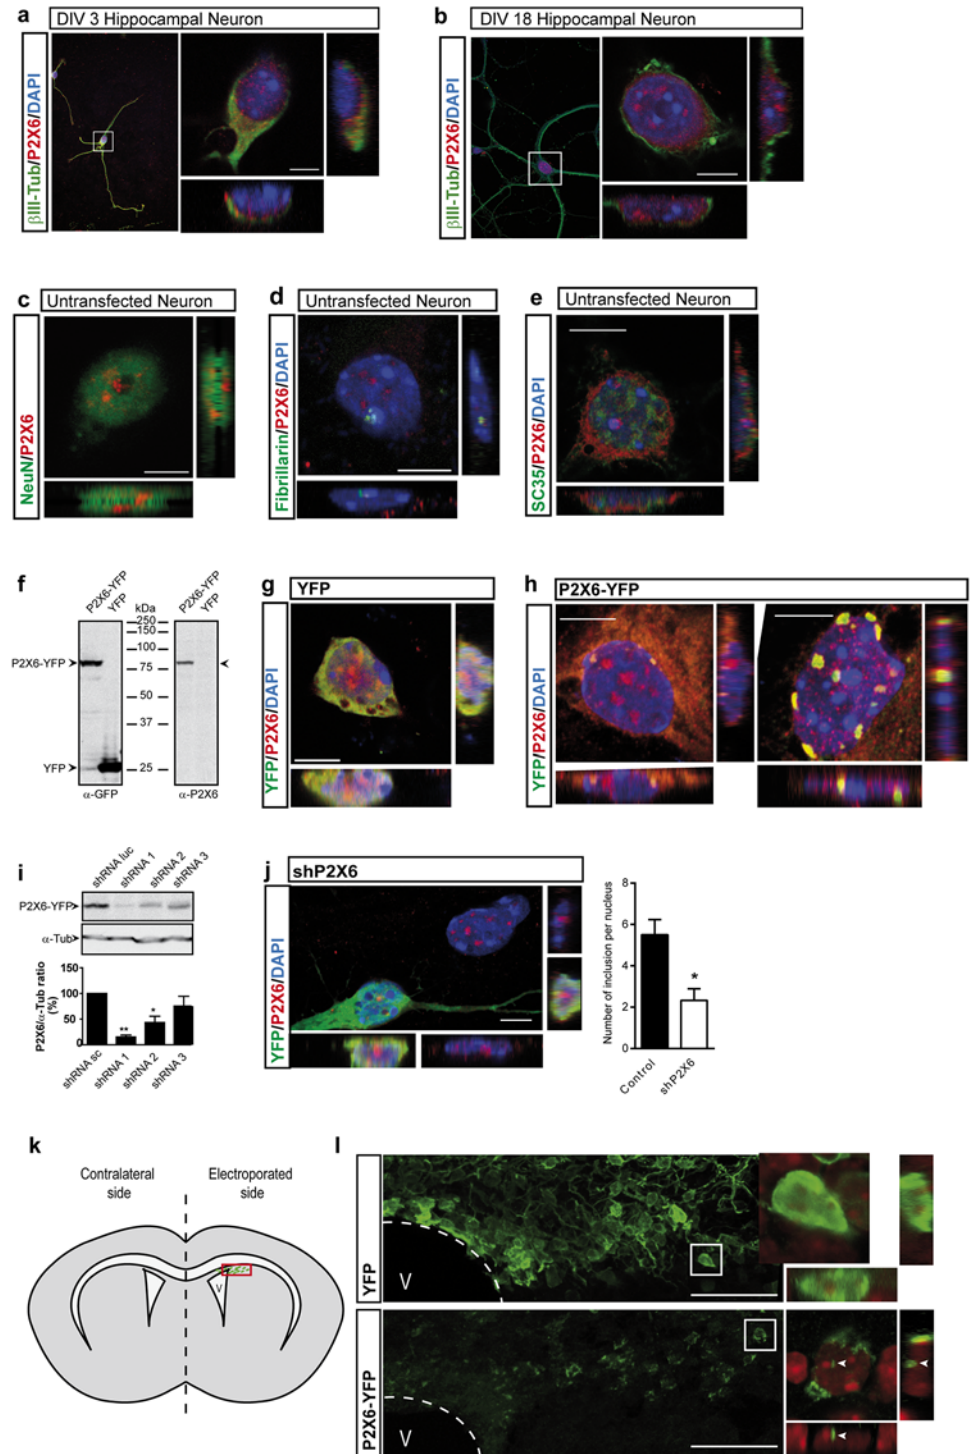 a
DIV 3 Hippocampal Neuron
βIII-Tub/P2X6/DAPI
b
DIV 18 Hippocampal Neuron
βIII-Tub/P2X6/DAPI
c
Untransfected Neuron
NeuN/P2X6
d
Untransfected Neuron
Fibrillarin/P2X6/DAPI
e
Untransfected Neuron
SC35/P2X6/DAPI
f
P2X6-YFP
YFP
kDa
P2X6-YFP
YFP
250
150
100
75
50
37
25
P2X6-YFP
YFP
α-GFP
α-P2X6
g
YFP
YFP/P2X6/DAPI
h
P2X6-YFP
YFP/P2X6/DAPI
i
shRNA luc
shRNA 1
shRNA 2
shRNA 3
P2X6-YFP
α-Tub
P2X6/α-Tub ratio
(%)
150
100
50
0
**
*
shRNA sc
shRNA 1
shRNA 2
shRNA 3
j
shP2X6
YFP/P2X6/DAPI
Number of inclusion per nucleus
8
6
4
2
0
*
Control
shP2X6
k
Contralateral
side
Electroporated
side
V
l
YFP
V
P2X6-YFP
V